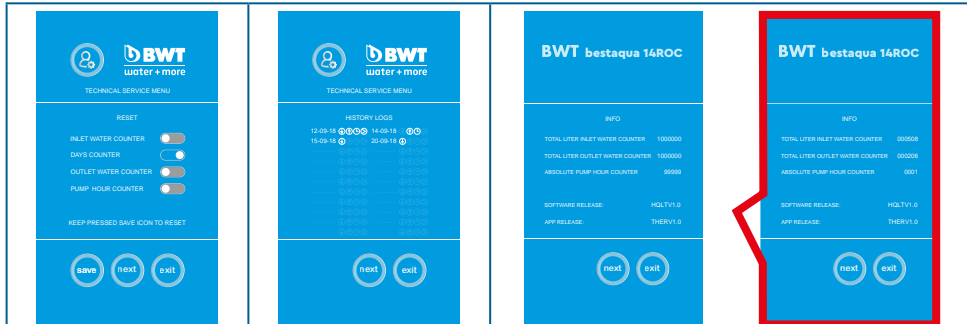 BWT
water + more
TECHNICAL SERVICE MENU
RESET
INLET WATER COUNTER
DAYS COUNTER
OUTLET WATER COUNTER
PUMP HOUR COUNTER
KEEP PRESSED SAVE ICON TO RESET
save next exit
BWT
water + more
TECHNICAL SERVICE MENU
HISTORY LOGS
12-09-18 14-09-18
15-09-18 20-09-18
next exit
BWT bestaqua 14ROC
INFO
TOTAL LITER INLET WATER COUNTER 1000000
TOTAL LITER OUTLET WATER COUNTER 1000000
ABSOLUTE PUMP HOUR COUNTER 99999
SOFTWARE RELEASE: HQLTV1.0
APP RELEASE: THERV1.0
next exit
BWT bestaqua 14ROC
INFO
TOTAL LITER INLET WATER COUNTER 000508
TOTAL LITER OUTLET WATER COUNTER 000206
ABSOLUTE PUMP HOUR COUNTER 0001
SOFTWARE RELEASE: HQLTV1.0
APP RELEASE: THERV1.0
next exit